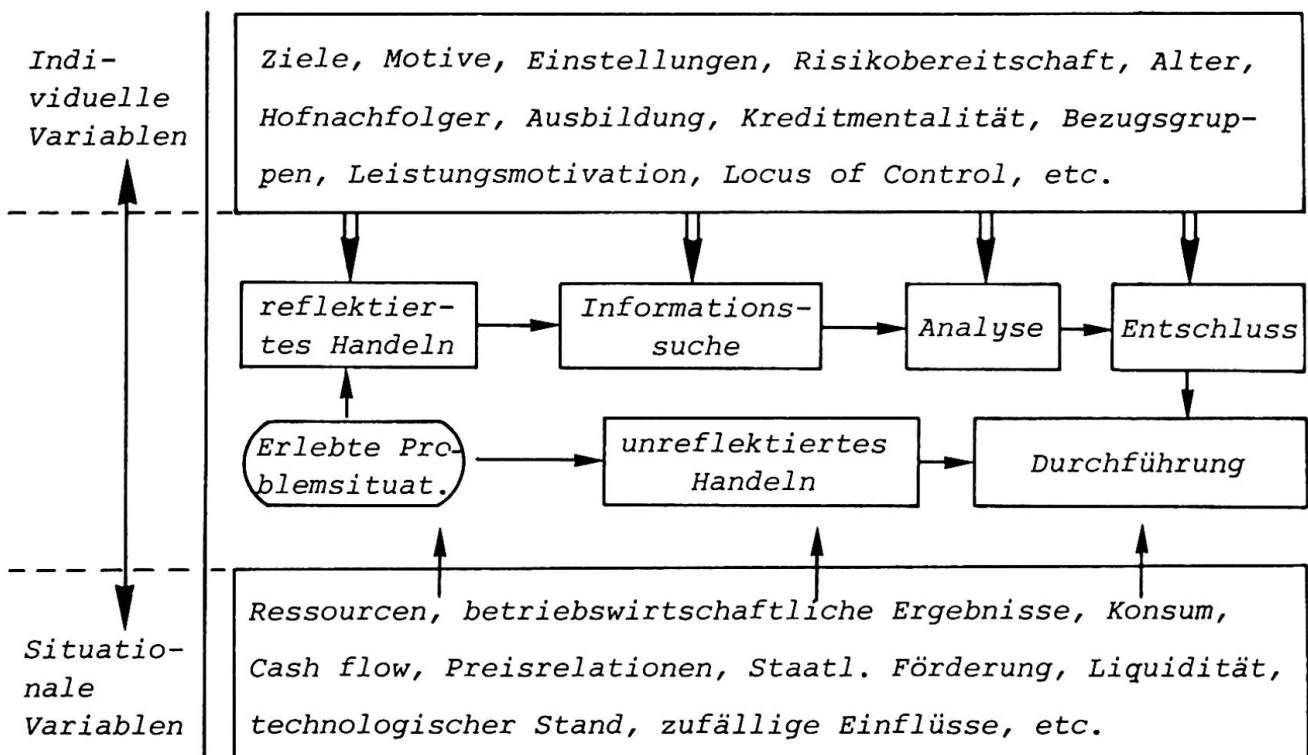 Indi-
viduelle
Variablen
Ziele, Motive, Einstellungen, Risikobereitschaft, Alter,
Hofnachfolger, Ausbildung, Kreditmentalität, Bezugsgrup-
pen, Leistungsmotivation, Locus of Control, etc.
reflektier-
tes Handeln
Informations-
suche
Analyse
Entschluss
Erlebte Pro-
blemsituat.
unreflektiertes
Handeln
Durchführung
Situatio-
nale
Variablen
Ressourcen, betriebswirtschaftliche Ergebnisse, Konsum,
Cash flow, Preisrelationen, Staatl. Förderung, Liquidität,
technologischer Stand, zufällige Einflüsse, etc.